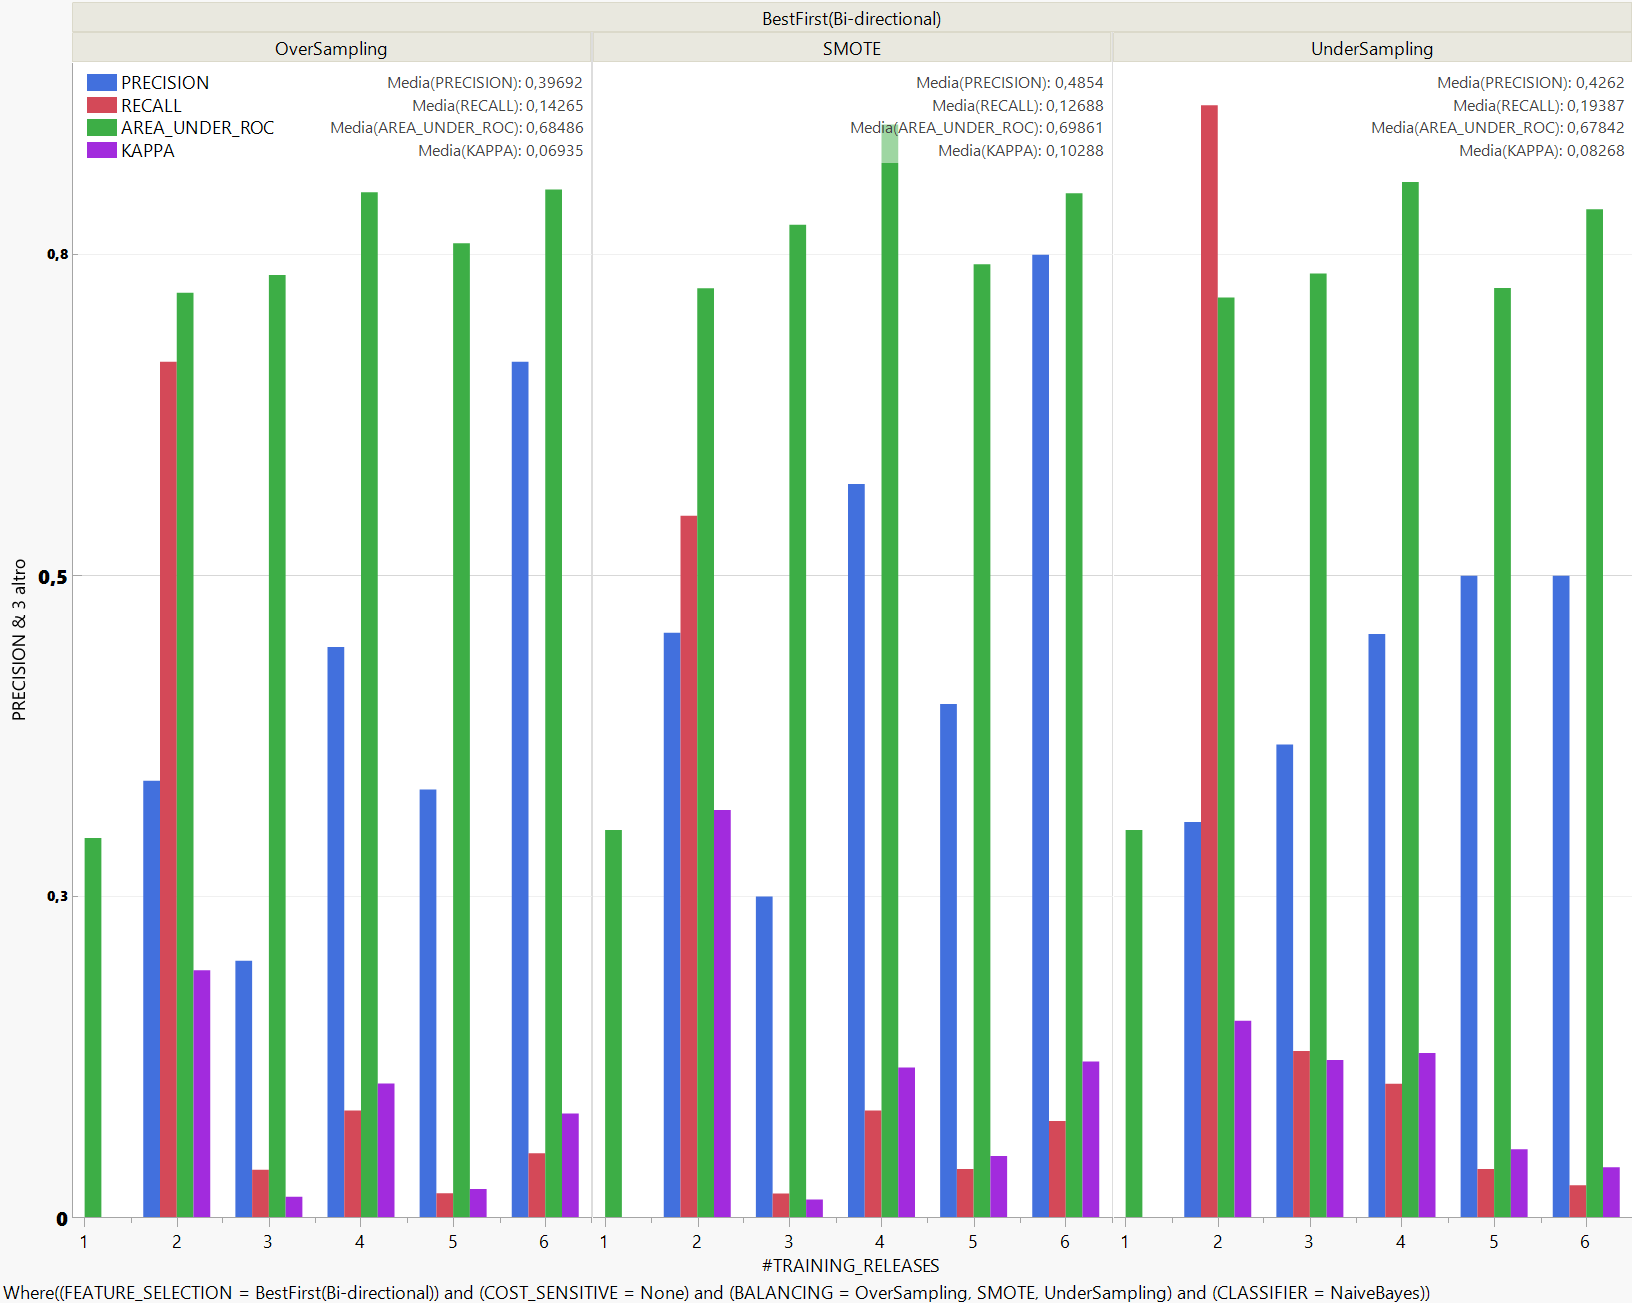 BestFirst(Bi-directional)
OverSampling
SMOTE
UnderSampling
PRECISION
RECALL
AREA_UNDER_ROC
KAPPA
Media(PRECISION): 0,39692
Media(RECALL): 0,14265
Media(AREA_UNDER_ROC): 0,68486
Media(KAPPA): 0,06935
Media(PRECISION): 0,4854
Media(RECALL): 0,12688
Media(AREA_UNDER_ROC): 0,69861
Media(KAPPA): 0,10288
Media(PRECISION): 0,4262
Media(RECALL): 0,19387
Media(AREA_UNDER_ROC): 0,67842
Media(KAPPA): 0,08268
PRECISION & 3 altro
0,8
0,5
0,3
0
1 2 3 4 5 6
1 2 3 4 5 6
1 2 3 4 5 6
#TRAINING_RELEASES
Where((FEATURE_SELECTION = BestFirst(Bi-directional)) and (COST_SENSITIVE = None) and (BALANCING = OverSampling, SMOTE, UnderSampling) and (CLASSIFIER = NaiveBayes))